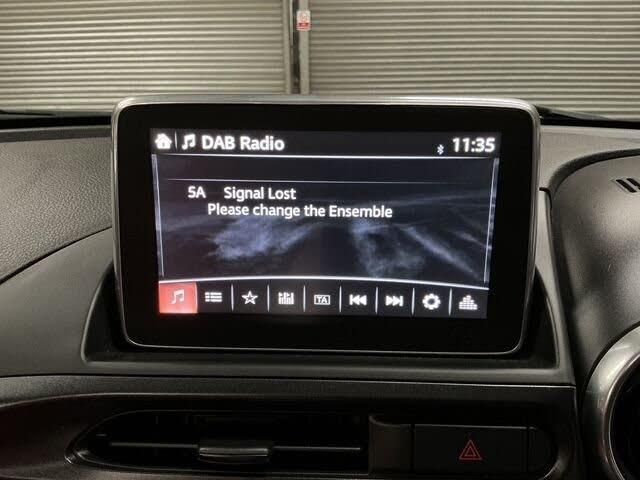 DAB Radio 11:35
5A Signal Lost
Please change the Ensemble
TA